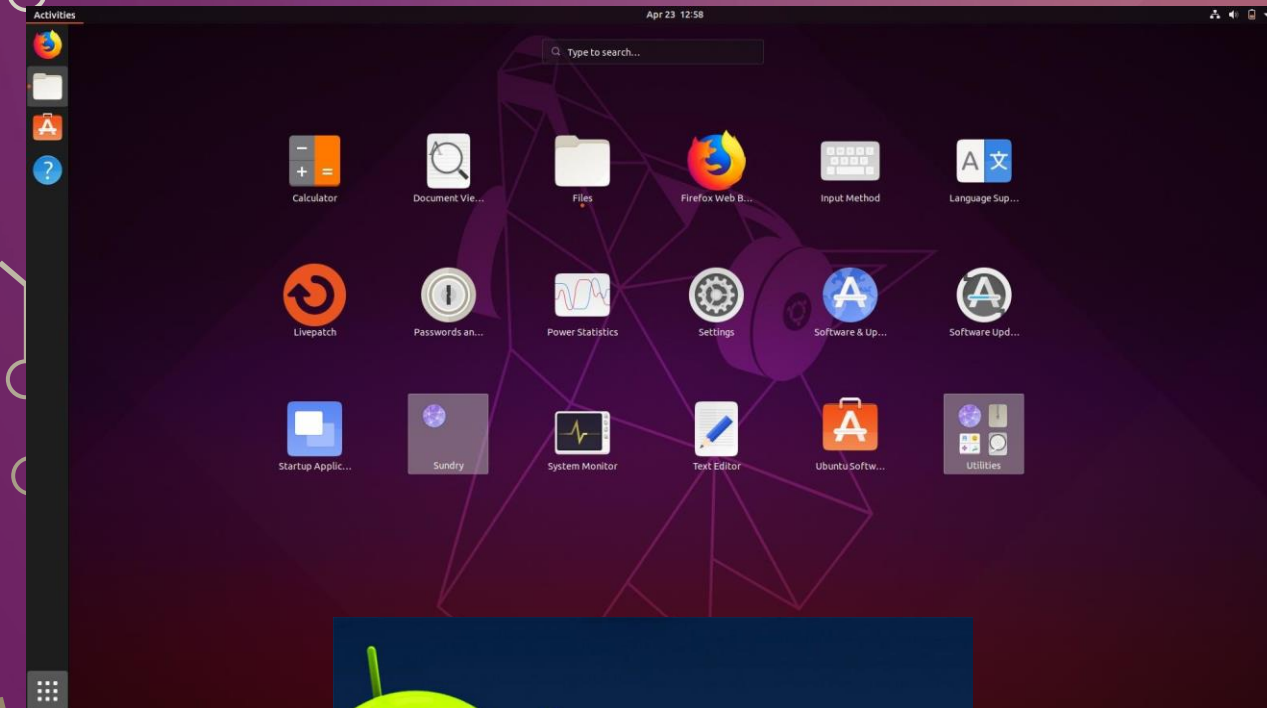 Activities
Apr 23 12:58
Type to search...
Calculator
Document Vie...
Files
Firefox Web B...
Input Method
Language Sup...
Livepatch
Passwords an...
Power Statistics
Settings
Software & Up...
Software Upd...
Startup Applic...
Sundry
System Monitor
Text Editor
Ubuntu Softw...
Utilities